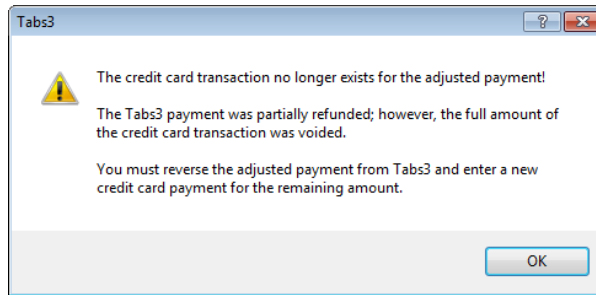 Tabs3
?
The credit card transaction no longer exists for the adjusted payment!
The Tabs3 payment was partially refunded; however, the full amount of
the credit card transaction was voided.
You must reverse the adjusted payment from Tabs3 and enter a new
credit card payment for the remaining amount.
OK